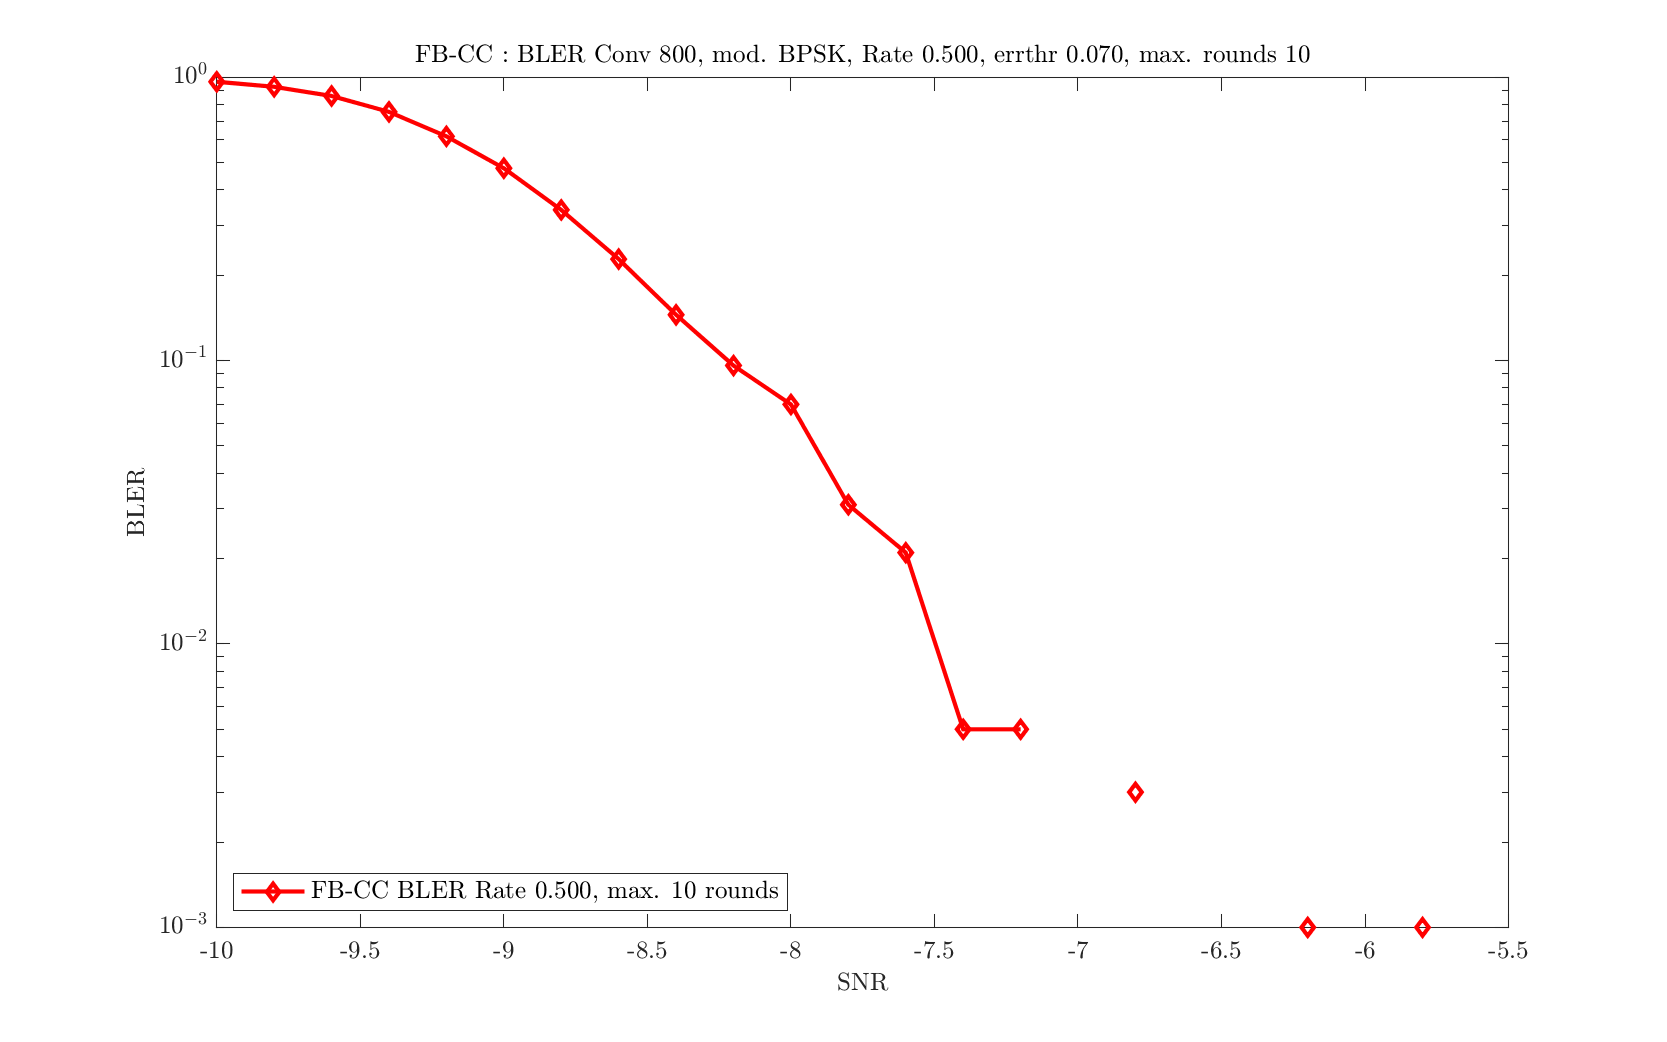 FB-CC : BLER Conv 800, mod. BPSK, Rate 0.500, errthr 0.070, max. rounds 10
10^0
10^-1
10^-2
10^-3
BLER
FB-CC BLER Rate 0.500, max. 10 rounds
-10 -9.5 -9 -8.5 -8 -7.5 -7 -6.5 -6 -5.5
SNR